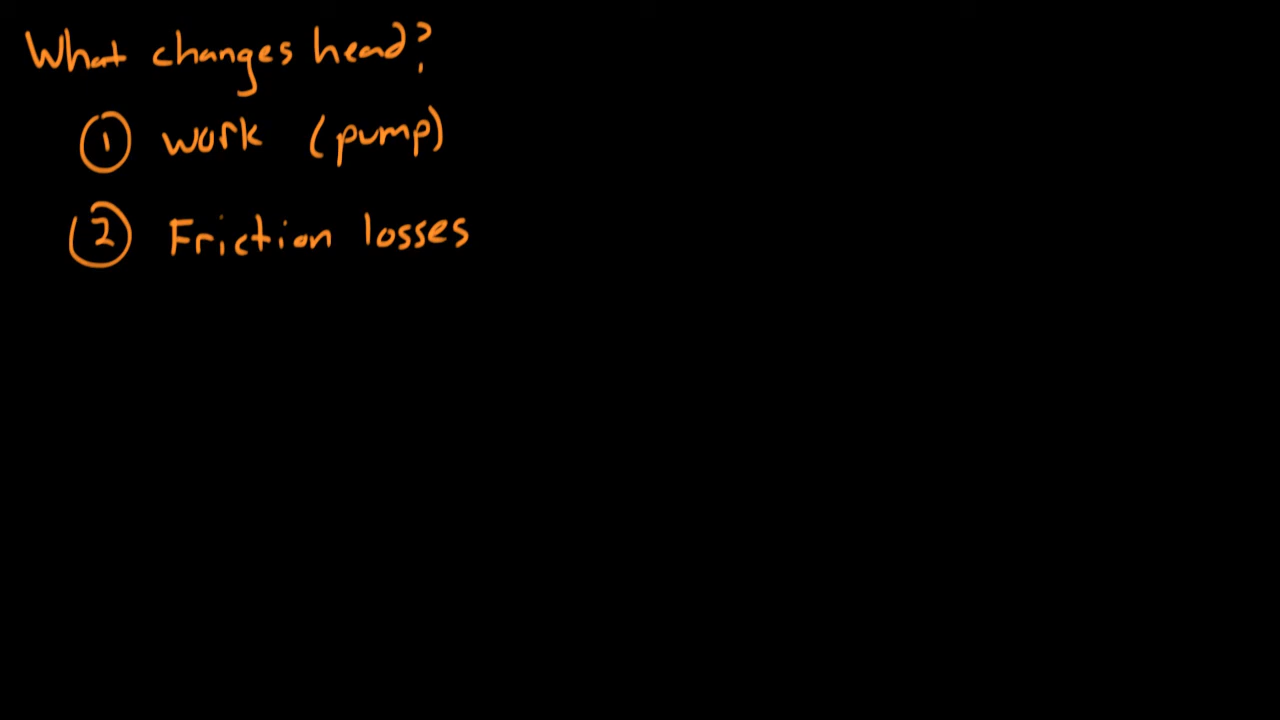 What changes head?
① work (pump)
② Friction losses